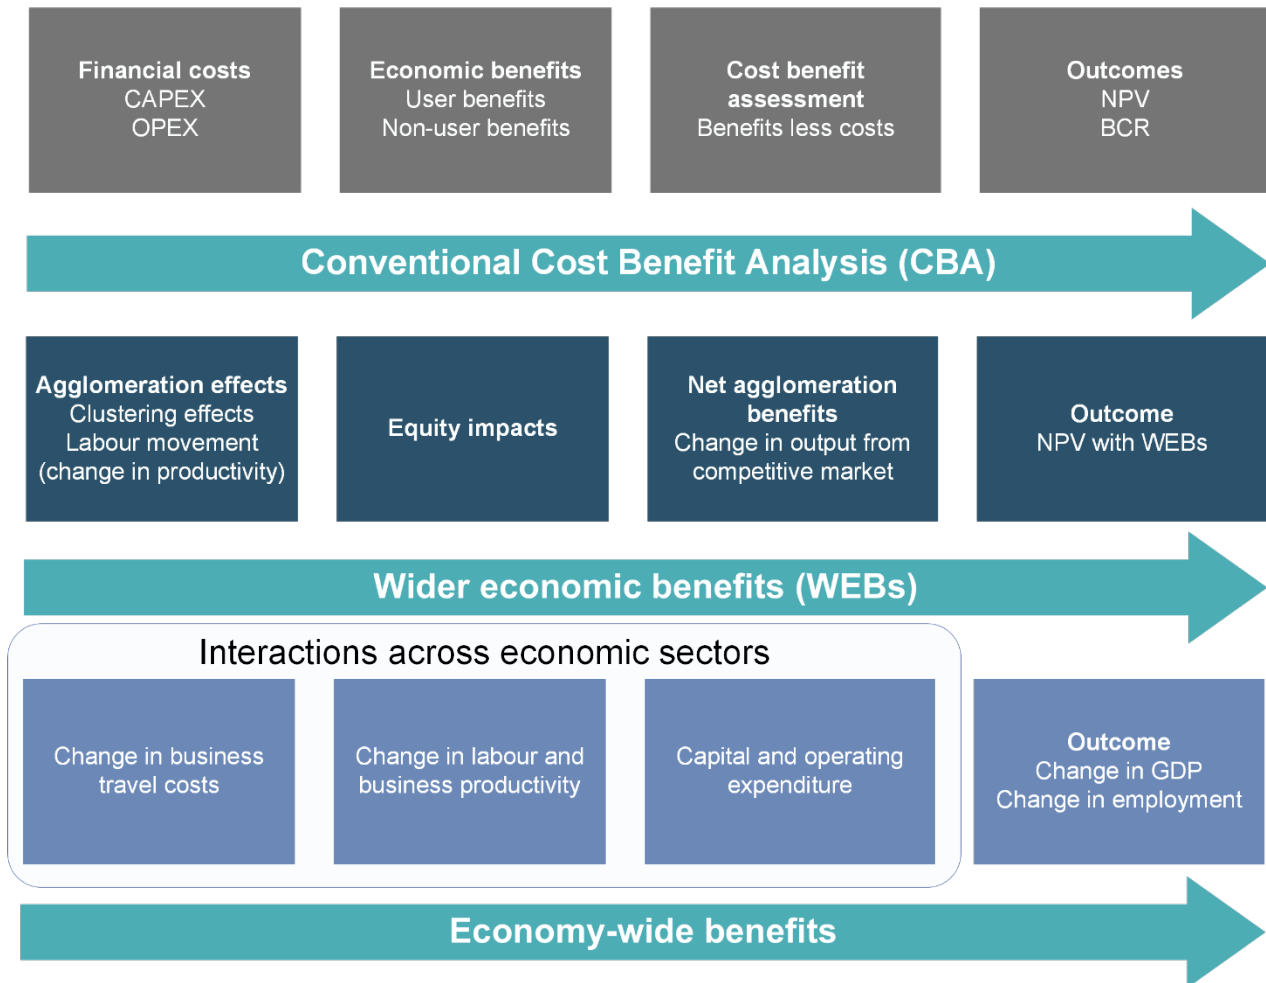 Financial costs
CAPEX
OPEX
Economic benefits
User benefits
Non-user benefits
Cost benefit
assessment
Benefits less costs
Outcomes
NPV
BCR
Conventional Cost Benefit Analysis (CBA)
Agglomeration effects
Clustering effects
Labour movement
(change in productivity)
Equity impacts
Net agglomeration
benefits
Change in output from
competitive market
Outcome
NPV with WEBs
Wider economic benefits (WEBs)
Interactions across economic sectors
Change in business
travel costs
Change in labour and
business productivity
Capital and operating
expenditure
Outcome
Change in GDP
Change in employment
Economy-wide benefits